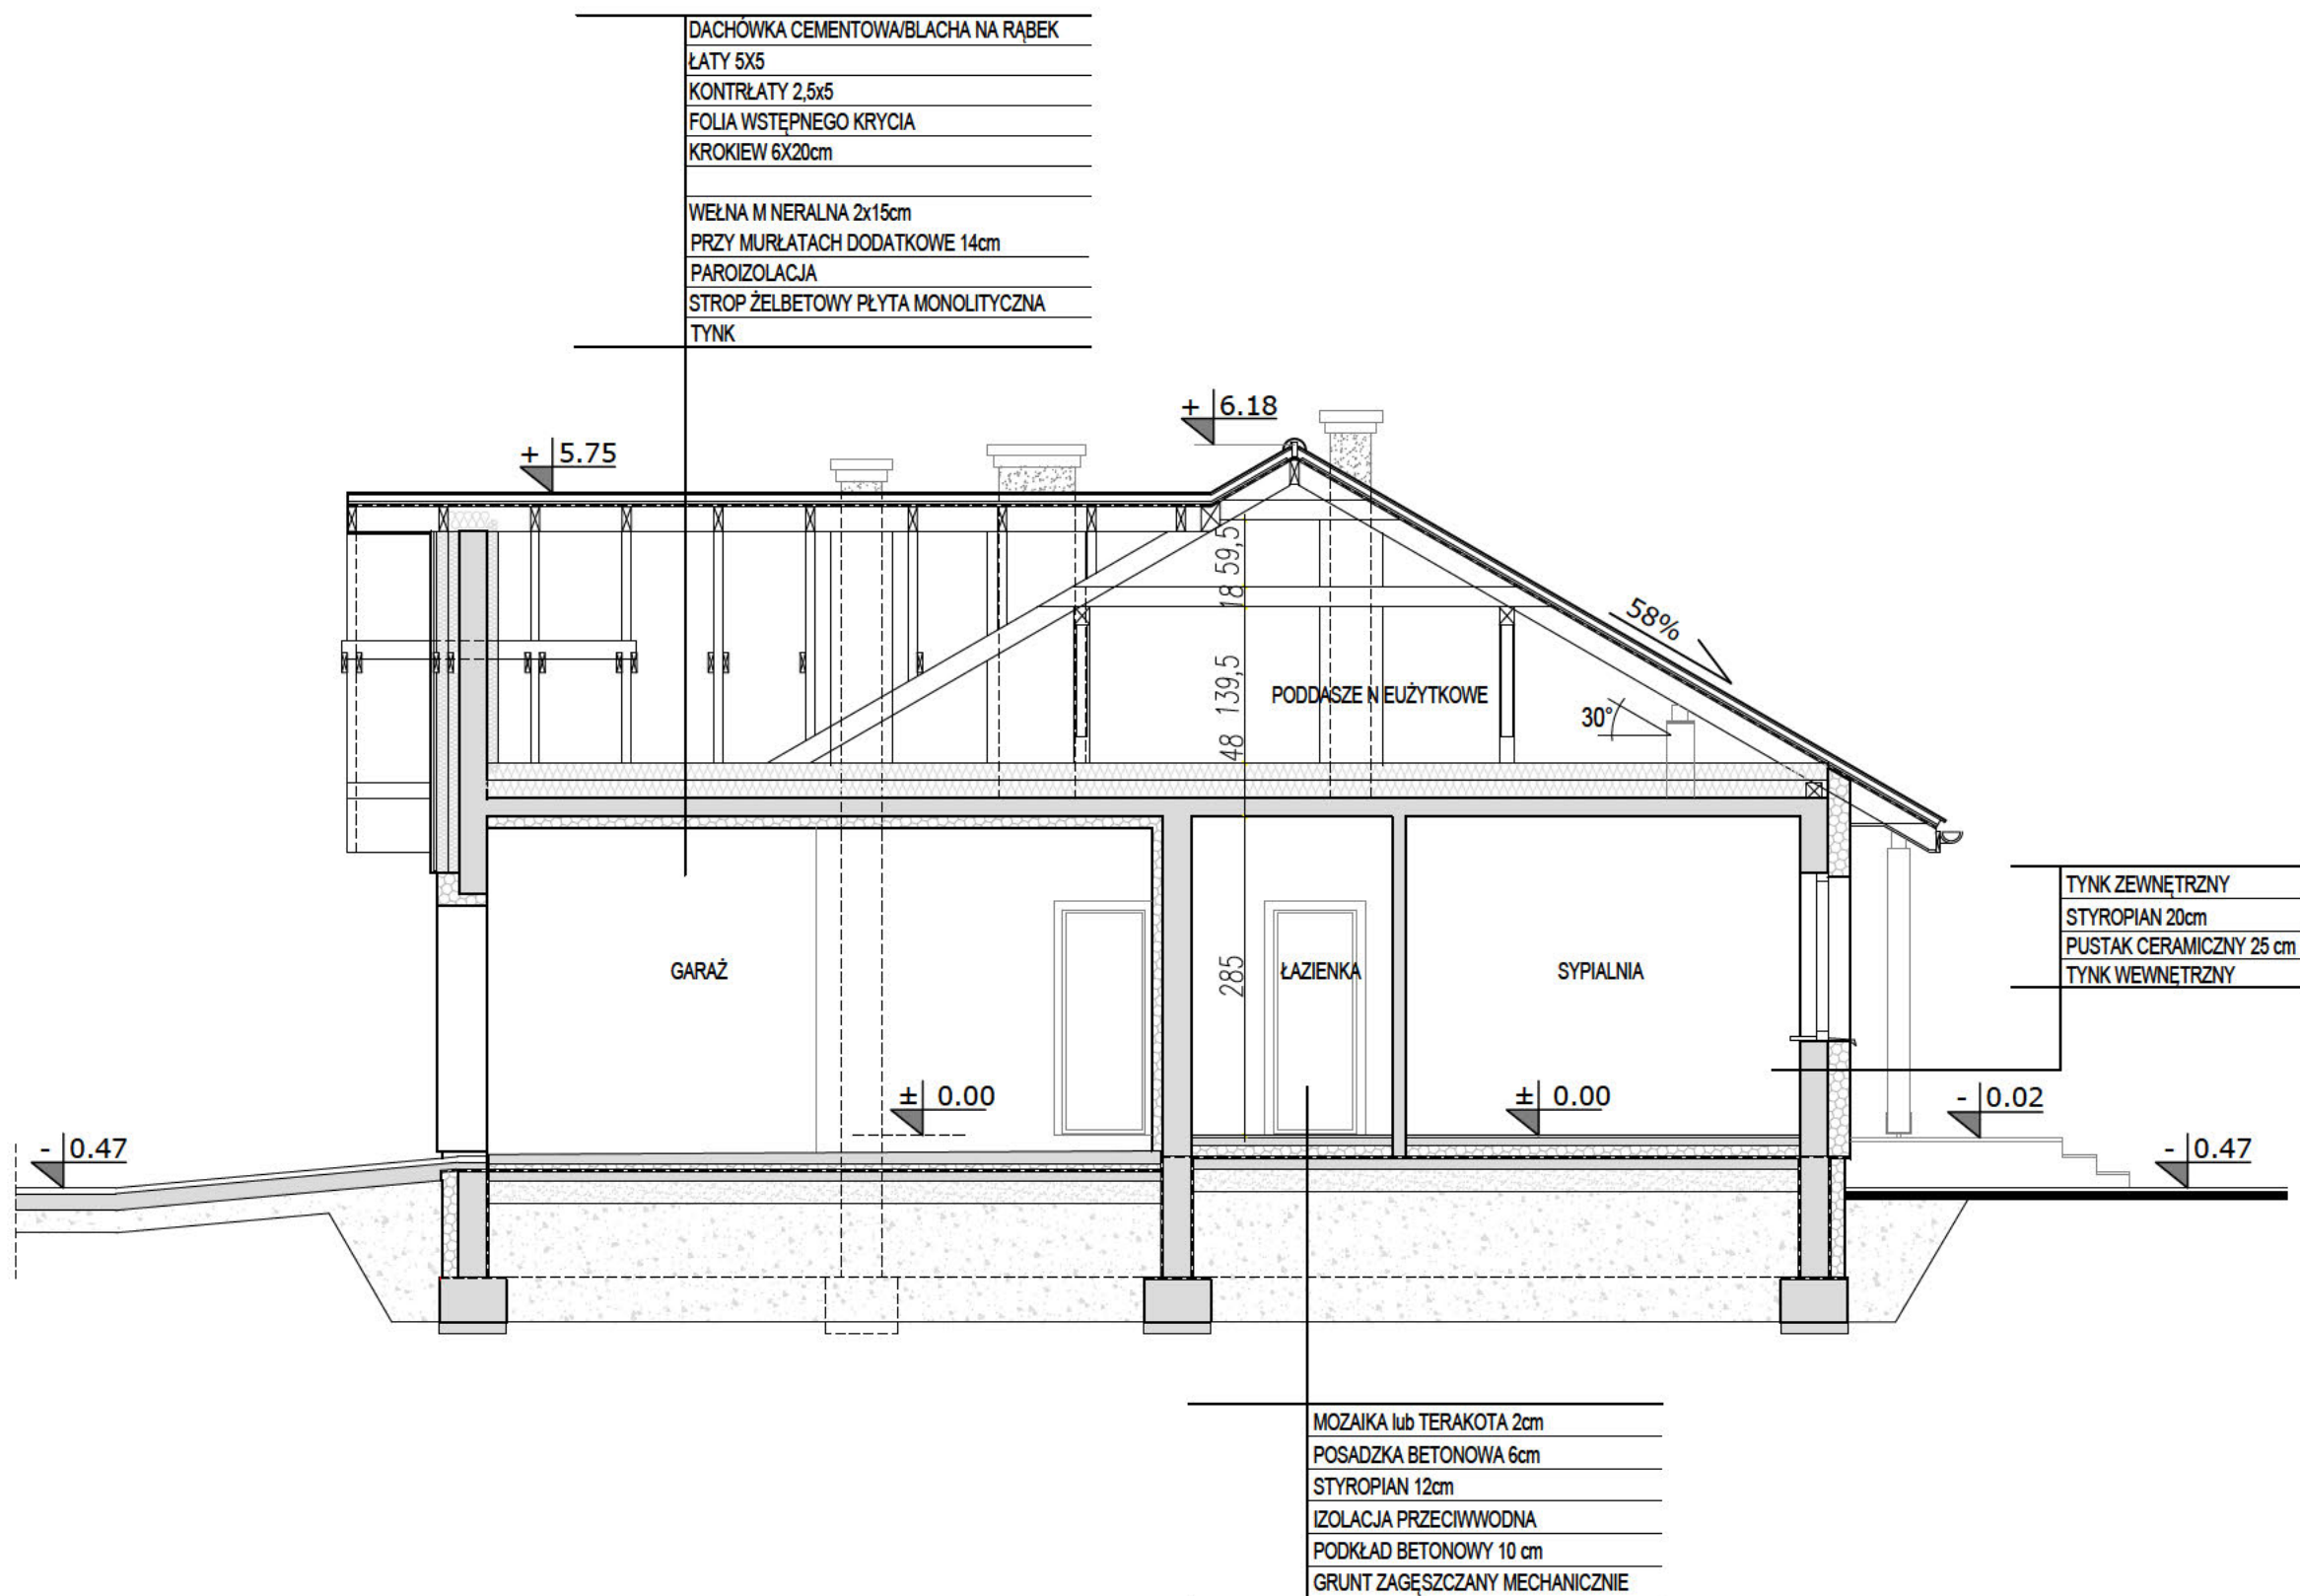 DACHÓWKA CEMENTOWA/BLACHA NA RĄBEK
ŁATY 5X5
KONTRŁATY 2,5x5
FOLIA WSTĘPNEGO KRYCIA
KROKIEW 6X20cm
WEŁNA M NERALNA 2x15cm
PRZY MURŁATACH DODATKOWE 14cm
PAROIZOLACJA
STROP ŻELBETOWY PŁYTA MONOLITYCZNA
TYNK
+ 6.18
+ 5.75
59,5
18
58%
139,5
PODDASZE N EUŻYTKOWE
30°
48
TYNK ZEWNĘTRZNY
STYROPIAN 20cm
PUSTAK CERAMICZNY 25 cm
TYNK WEWNĘTRZNY
GARAŻ
285
ŁAZIENKA
SYPIALNIA
± 0.00
± 0.00
- 0.02
- 0.47
- 0.47
MOZAIKA lub TERAKOTA 2cm
POSADZKA BETONOWA 6cm
STYROPIAN 12cm
IZOLACJA PRZECIWWODNA
PODKŁAD BETONOWY 10 cm
GRUNT ZAGĘSZCZANY MECHANICZNIE